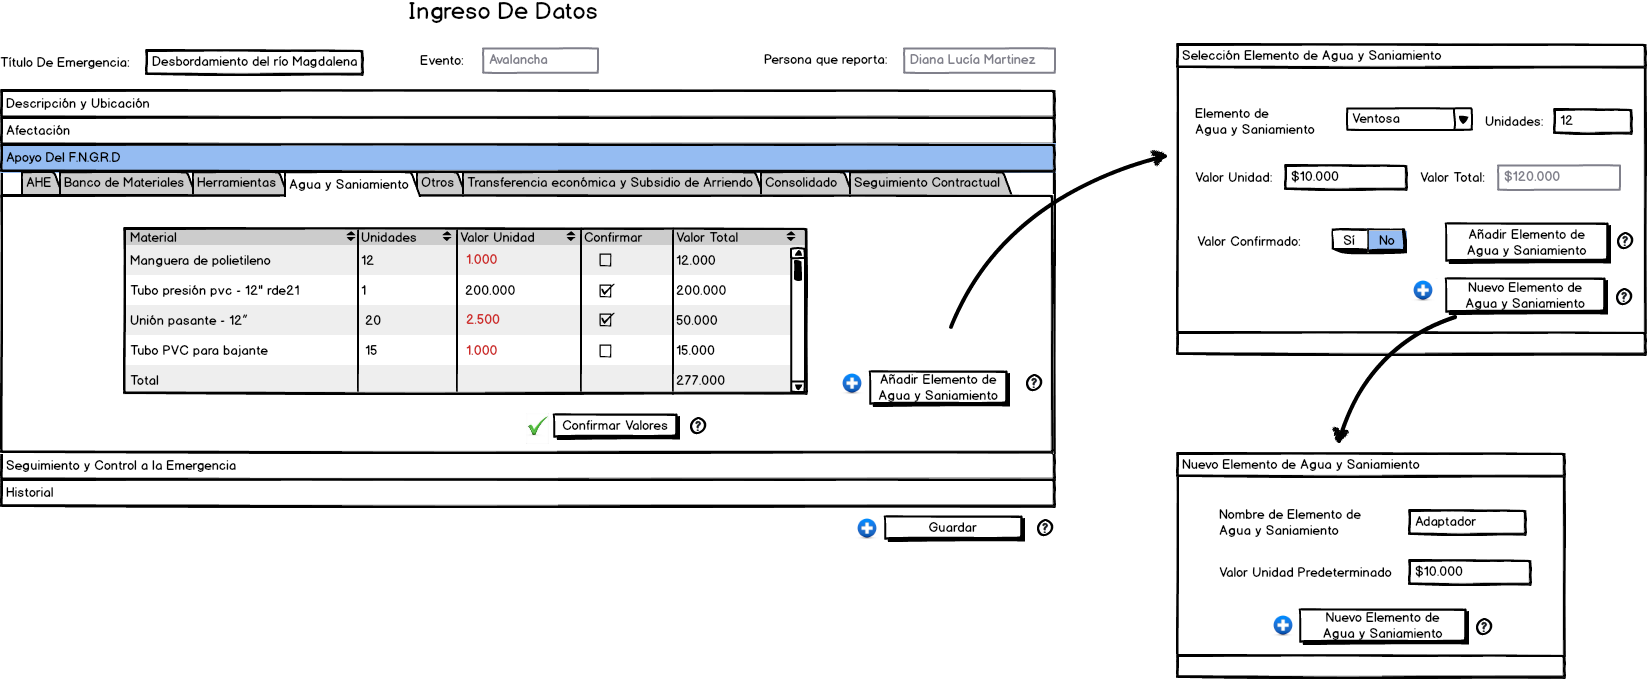 Ingreso De Datos
Título De Emergencia: Desbordamiento del río Magdalena Evento: Avalancha Persona que reporta: Diana Lucía Martinez
Descripción y Ubicación
Afectación
Apoyo Del F.N.G.R.D
AHE Banco de Materiales Herramientas Agua y Saniamiento Otros Transferencia económica y Subsidio de Arriendo Consolidado Seguimiento Contractual
Material Unidades Valor Unidad Confirmar Valor Total
Manguera de polietileno 12 1.000 12.000
Tubo presión pvc - 12" rde21 1 200.000 200.000
Unión pasante - 12" 20 2.500 50.000
Tubo PVC para bajante 15 1.000 15.000
Total 277.000
Añadir Elemento de
Agua y Saniamiento ?
Confirmar Valores ?
Seguimiento y Control a la Emergencia
Historial
Guardar ?
Selección Elemento de Agua y Saniamiento
Elemento de
Agua y Saniamiento Ventosa Unidades: 12
Valor Unidad: $10.000 Valor Total: $120.000
Valor Confirmado: Sí No
Añadir Elemento de
Agua y Saniamiento ?
Nuevo Elemento de
Agua y Saniamiento ?
Nuevo Elemento de Agua y Saniamiento
Nombre de Elemento de
Agua y Saniamiento Adaptador
Valor Unidad Predeterminado $10.000
Nuevo Elemento de
Agua y Saniamiento ?